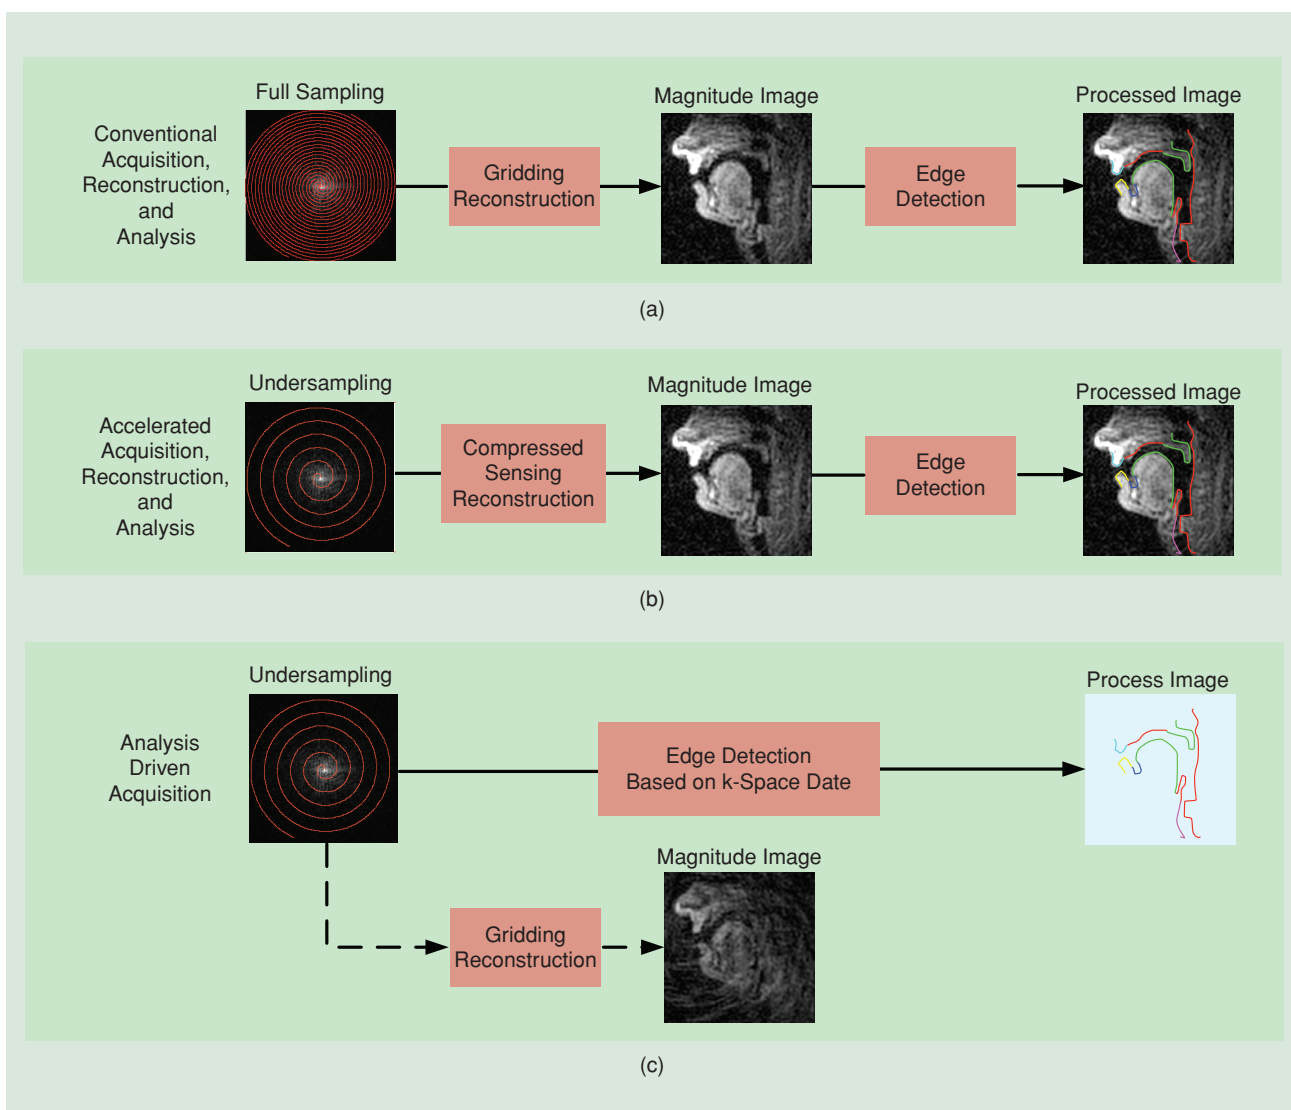 Full Sampling
Magnitude Image
Processed Image
Conventional
Acquisition,
Reconstruction,
and
Analysis
Gridding
Reconstruction
Edge
Detection
(a)
Undersampling
Magnitude Image
Processed Image
Accelerated
Acquisition,
Reconstruction,
and
Analysis
Compressed
Sensing
Reconstruction
Edge
Detection
(b)
Undersampling
Process Image
Analysis
Driven
Acquisition
Edge Detection
Based on k-Space Date
Magnitude Image
Gridding
Reconstruction
(c)